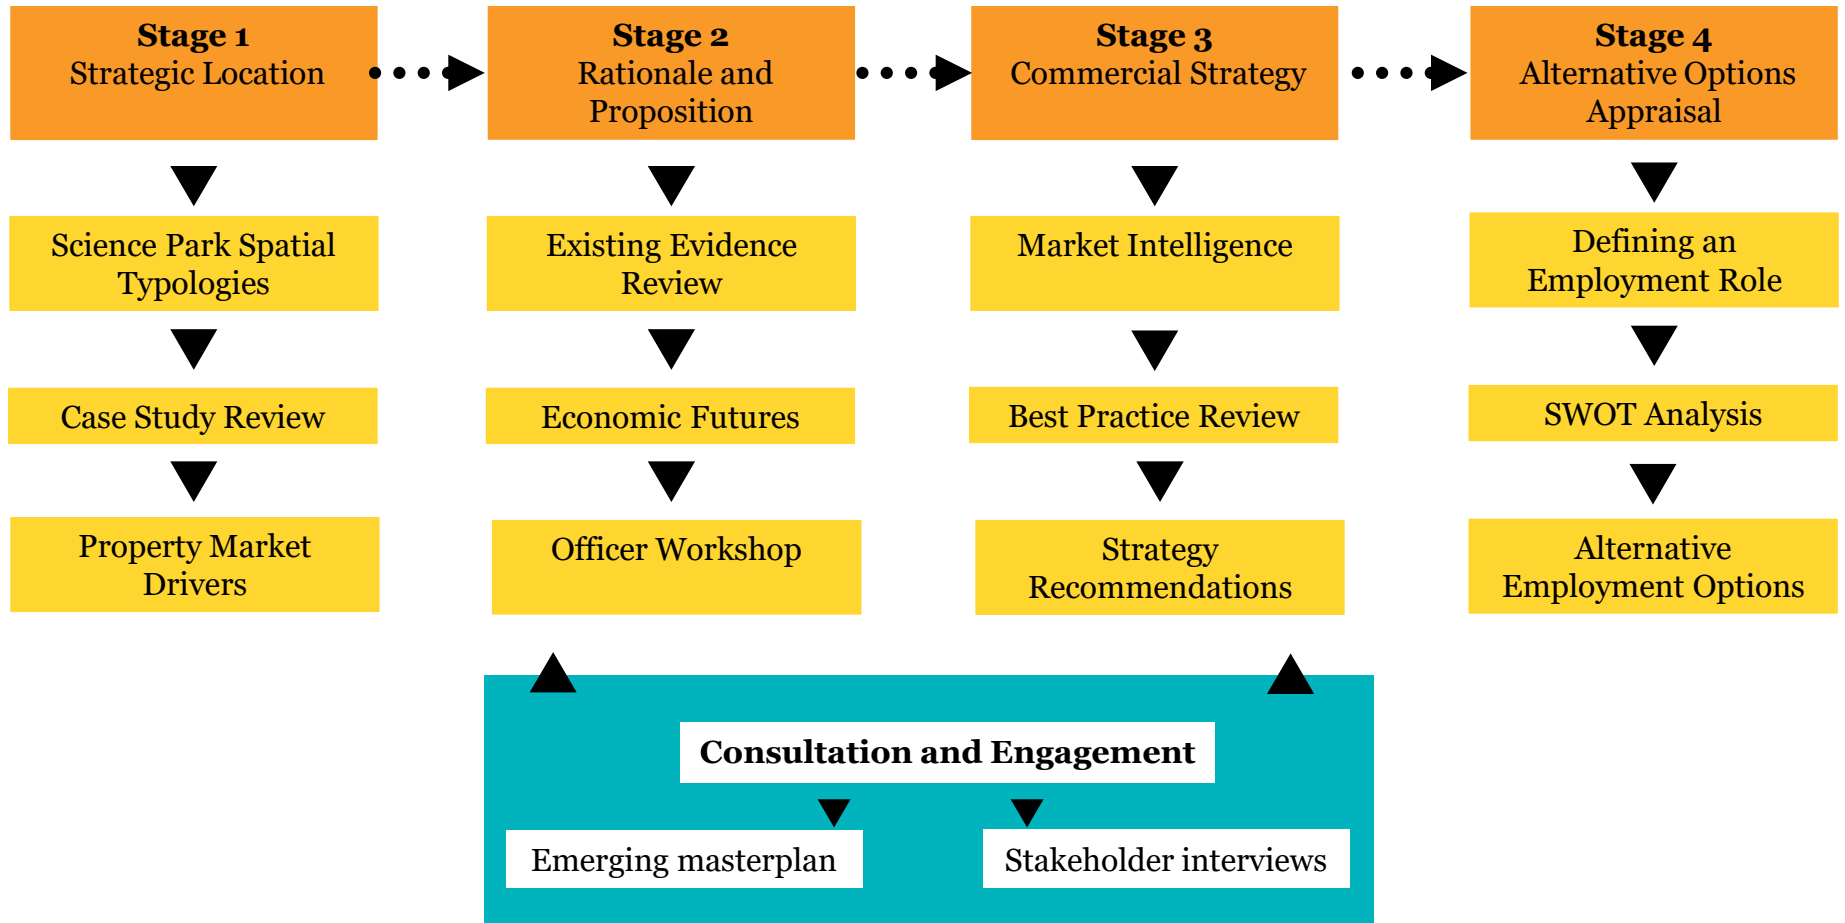 Stage 1
Strategic Location
Stage 2
Rationale and
Proposition
Stage 3
Commercial Strategy
Stage 4
Alternative Options
Appraisal
Science Park Spatial
Typologies
Existing Evidence
Review
Market Intelligence
Defining an
Employment Role
Case Study Review
Economic Futures
Best Practice Review
SWOT Analysis
Property Market
Drivers
Officer Workshop
Strategy
Recommendations
Alternative
Employment Options
Consultation and Engagement
Emerging masterplan
Stakeholder interviews